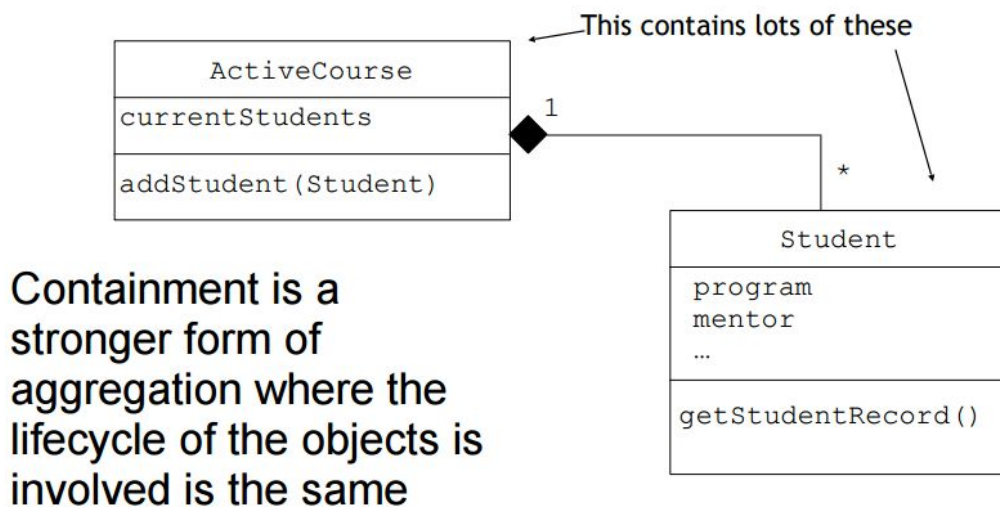 This contains lots of these
ActiveCourse
currentStudents
addStudent(Student)
1
*
Student
program
mentor
…
getStudentRecord()
Containment is a
stronger form of
aggregation where the
lifecycle of the objects is
involved is the same